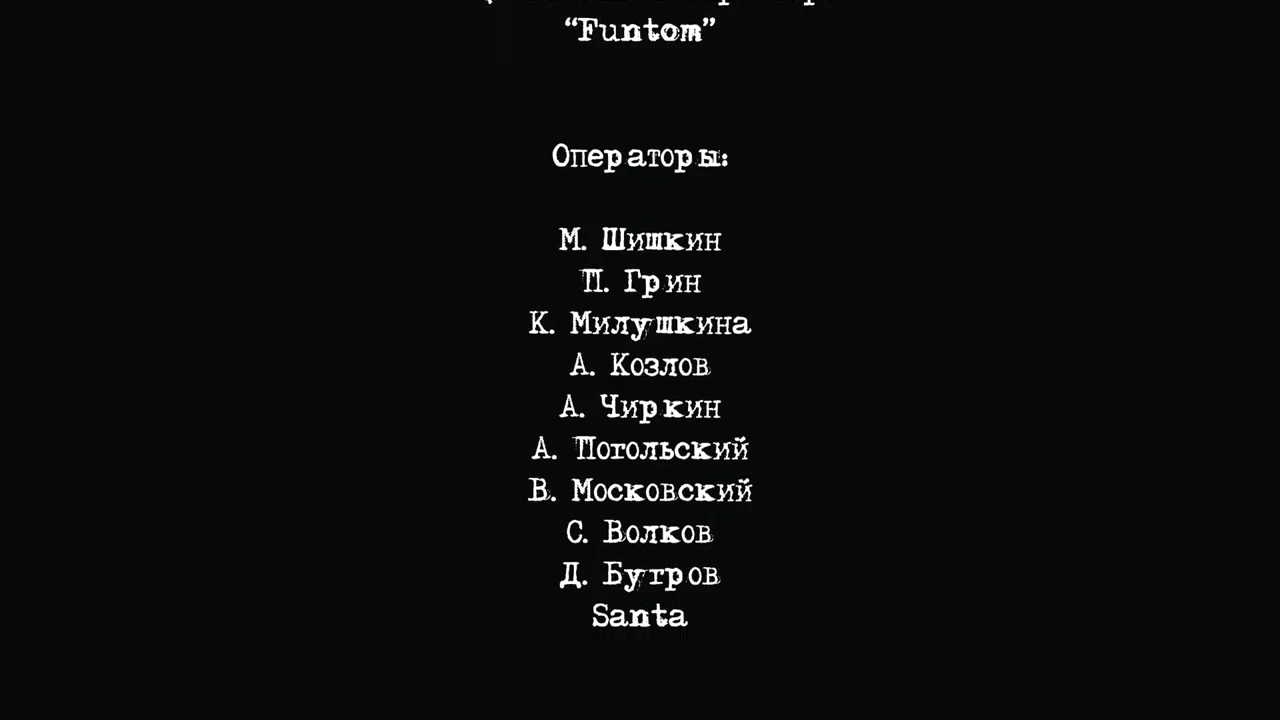 “Funtom”
Операторы:
М. Шишкин
П. Грин
К. Милушкина
А. Козлов
А. Чиркин
А. Погольский
В. Московский
С. Волков
Д. Бутров
Santa